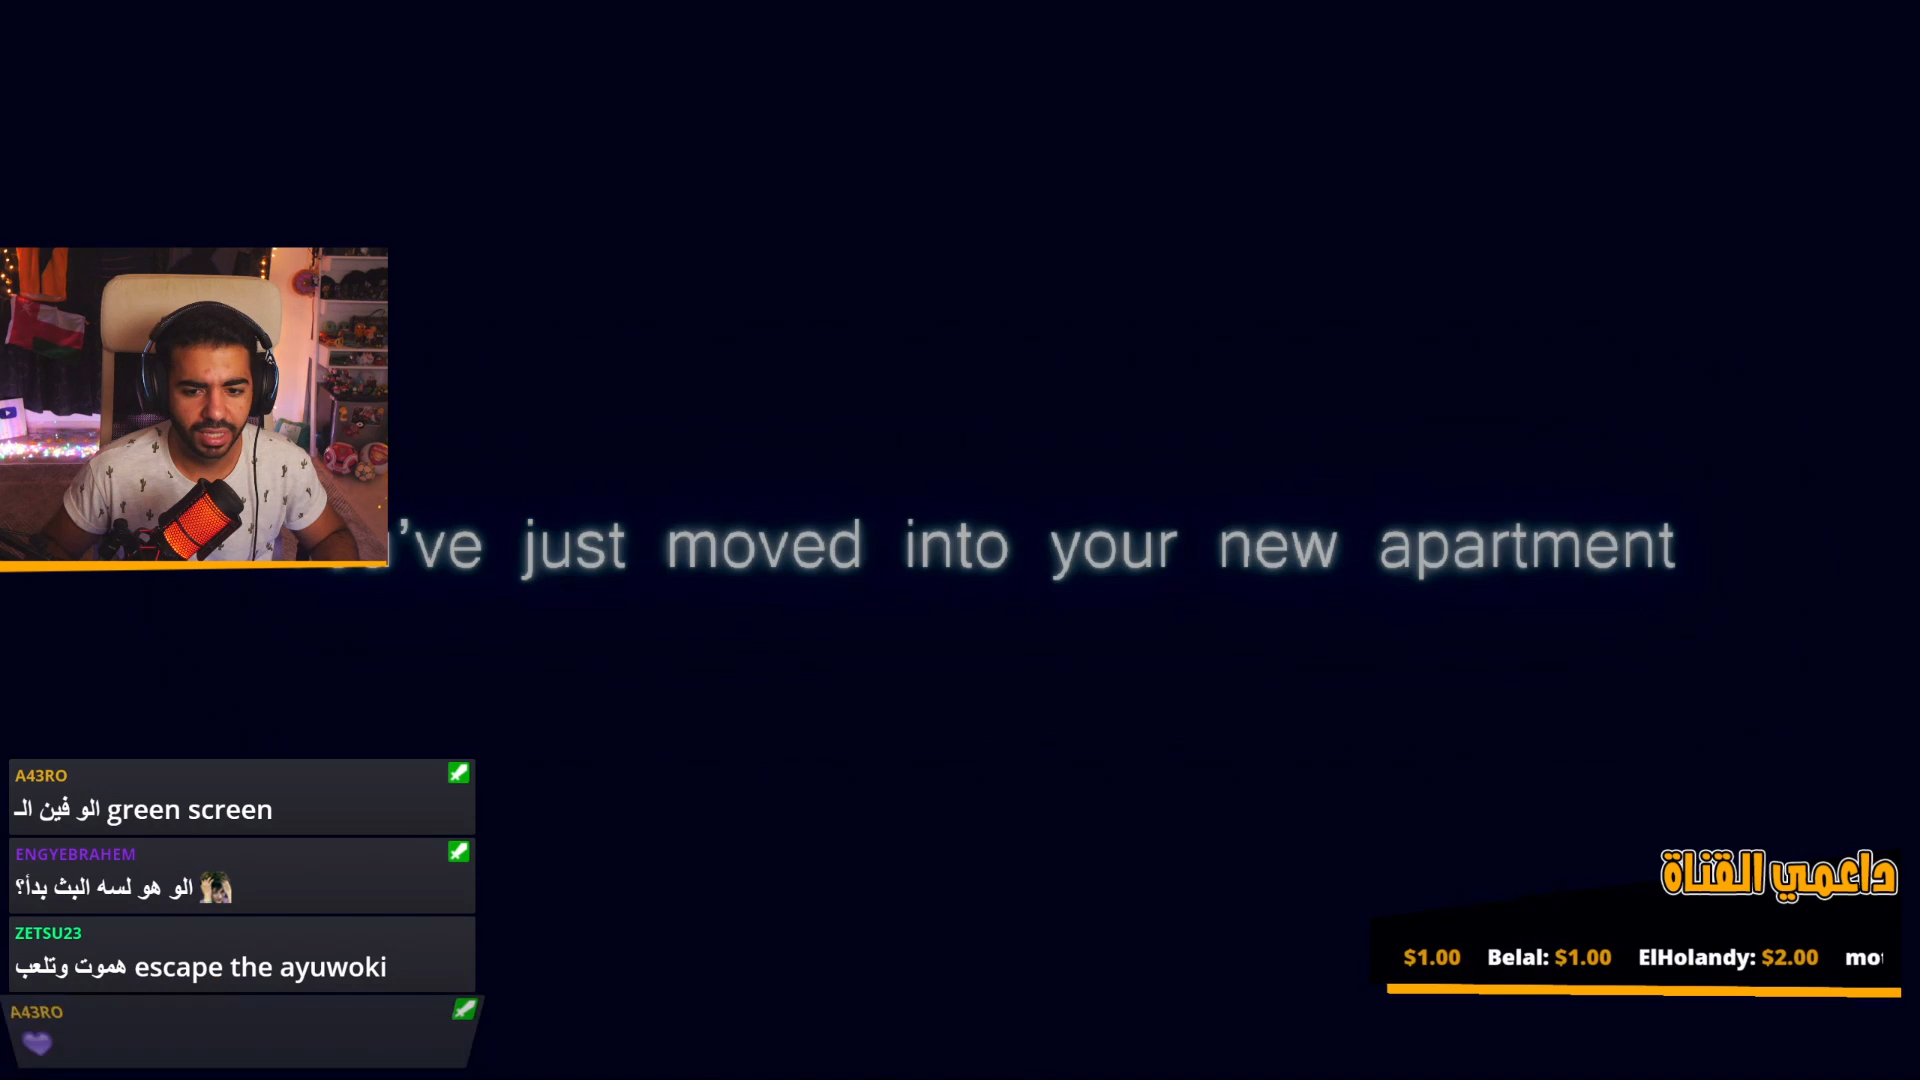 've just moved into your new apartment
A43RO
الو فين الـ green screen
ENGYEBRAHEM
الو هو لسه البث بدأ؟
ZETSU23
هموت وتلعب escape the ayuwoki
A43RO
داعمي القناة
$1.00 Belal: $1.00 ElHolandy: $2.00